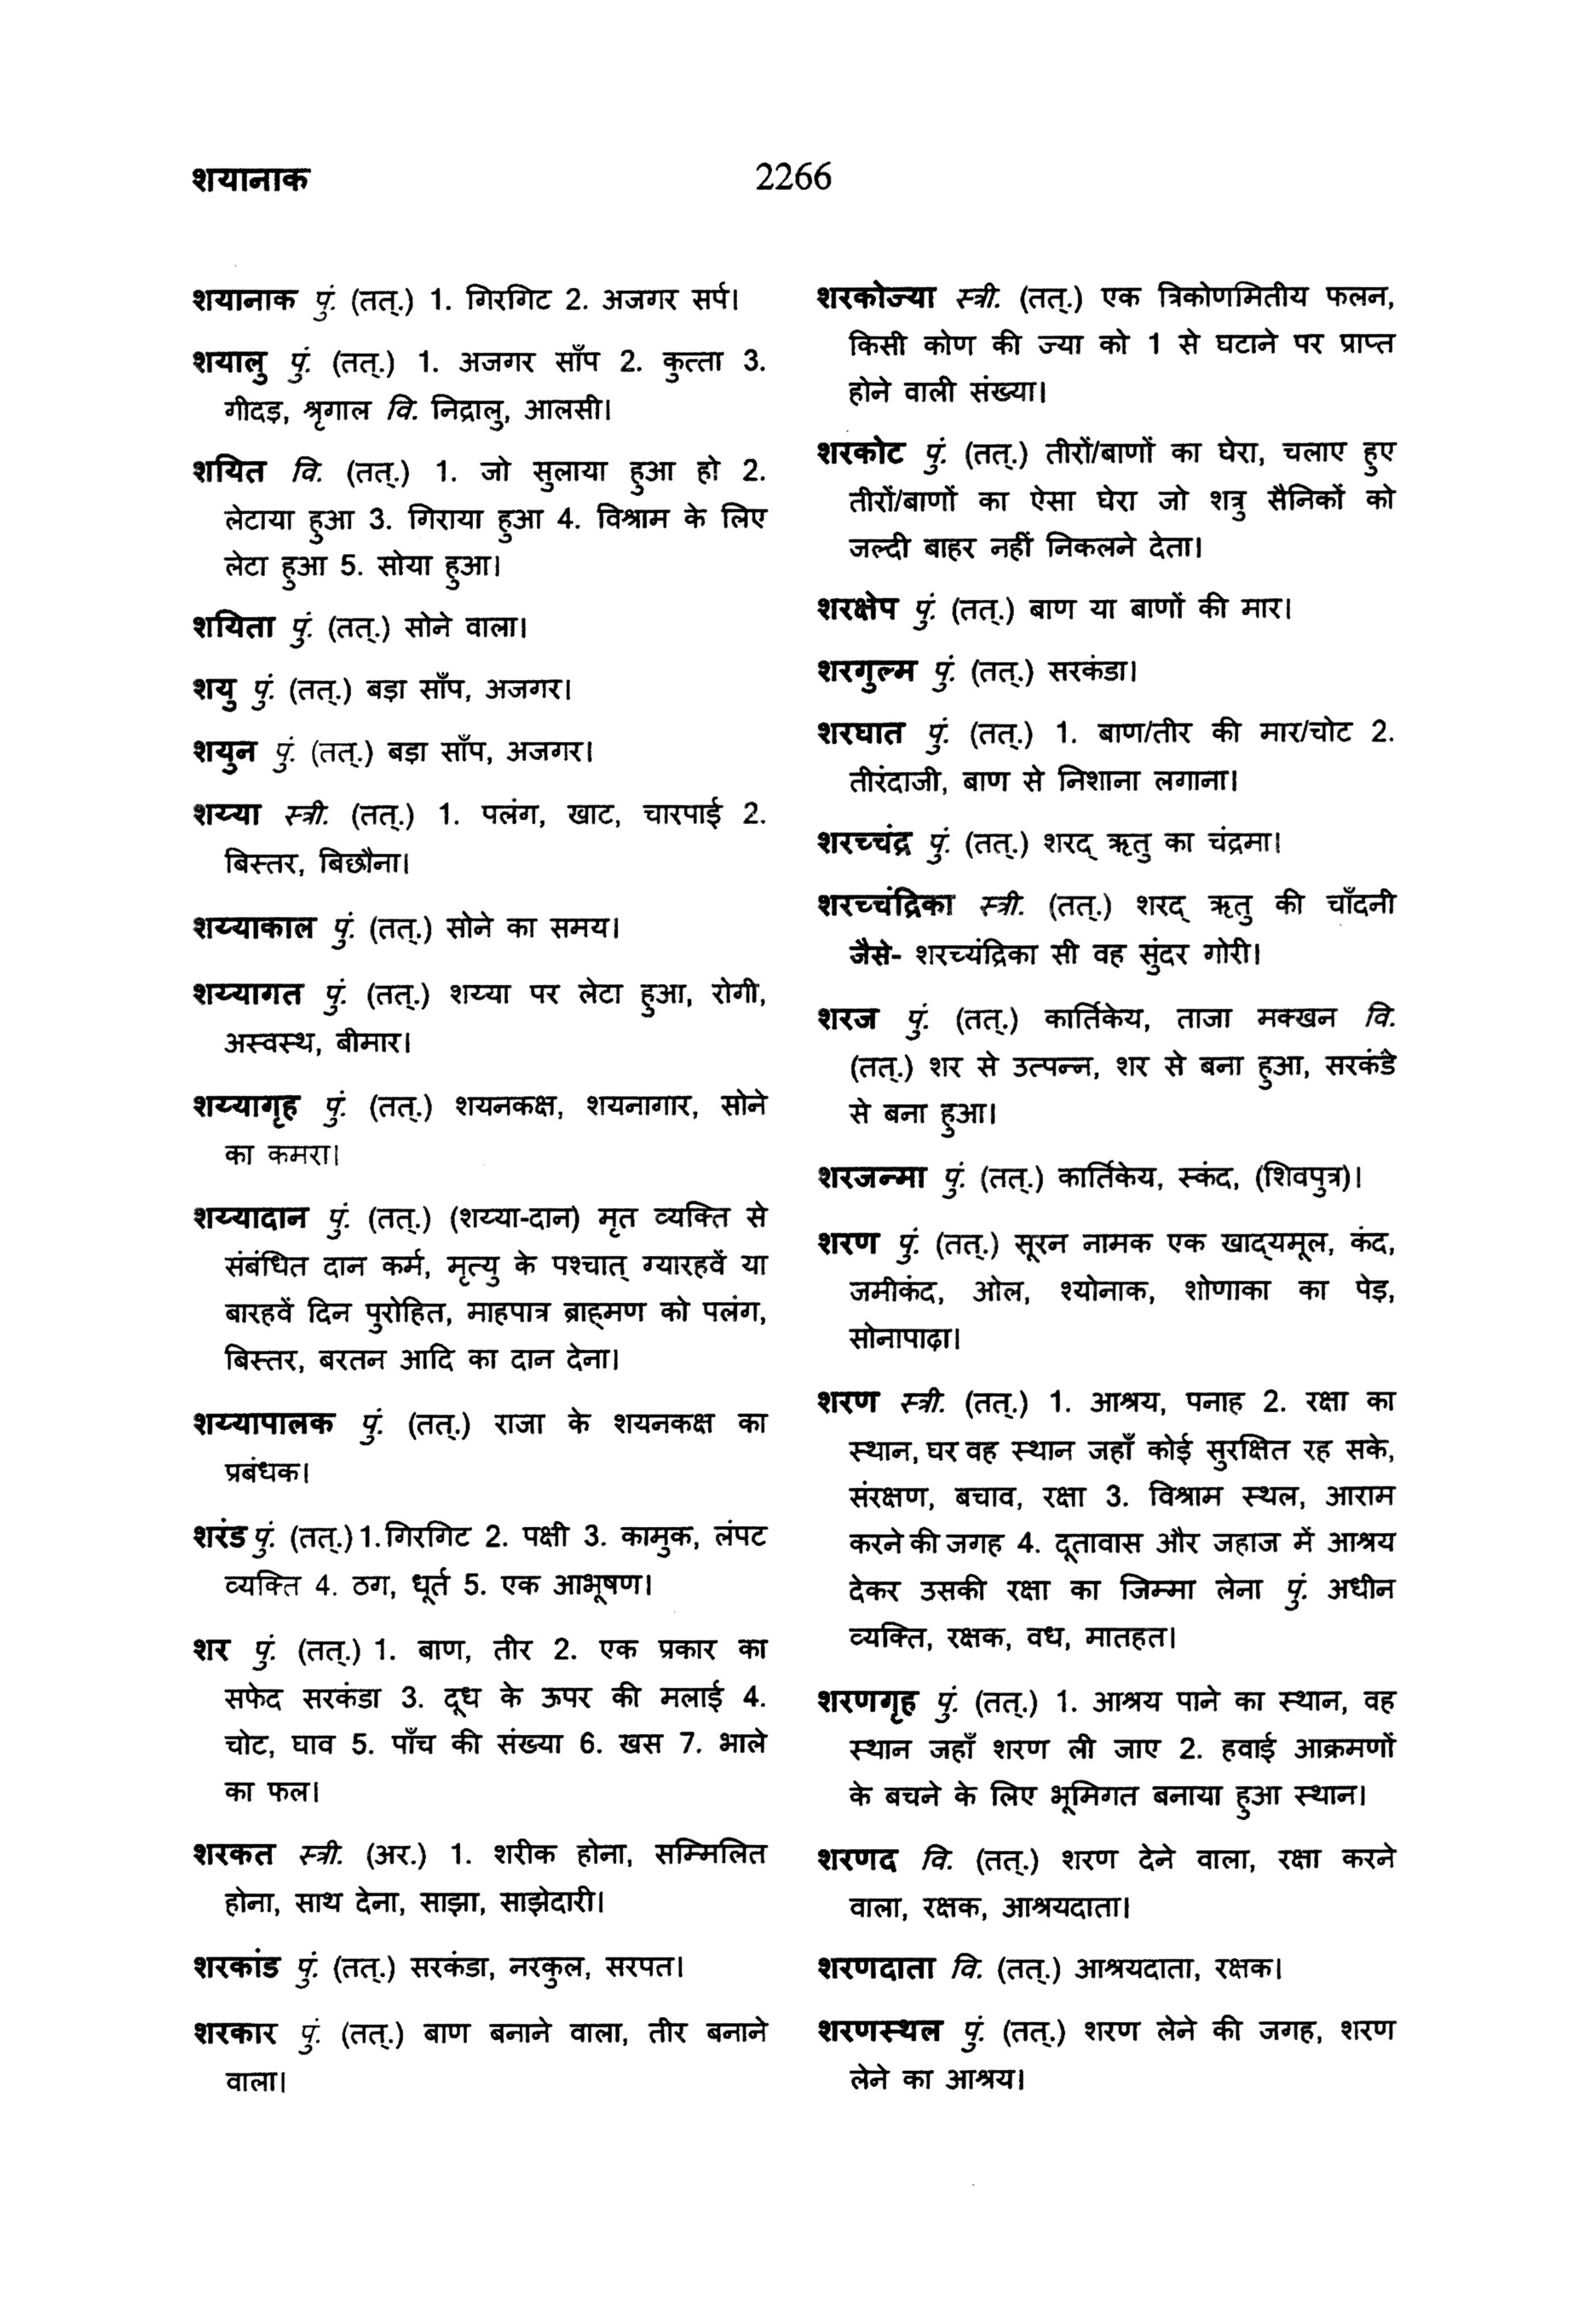 शयानाक
2266
शयानाक पुं. (तत्.) 1. गिरगिट 2. अजगर सर्प।
शयालु पुं. (तत्.) 1. अजगर साँप 2. कुत्ता 3.
गीदड़, श्रृगाल वि. निद्रालु, आलसी।
शयित वि. (तत्.) 1. जो सुलाया हुआ हो 2.
लेटाया हुआ 3. गिराया हुआ 4. विश्राम के लिए
लेटा हुआ 5. सोया हुआ।
शयिता पुं. (तत्.) सोने वाला।
शयु पुं. (तत्.) बड़ा साँप, अजगर।
शयुन पुं. (तत्.) बड़ा साँप, अजगर।
शय्या स्त्री. (तत्.) 1. पलंग, खाट, चारपाई 2.
बिस्तर, बिछौना।
शय्याकाल पुं. (तत्.) सोने का समय।
शय्यागत पुं. (तत्.) शय्या पर लेटा हुआ, रोगी,
अस्वस्थ, बीमार।
शय्यागृह पुं. (तत्.) शयनकक्ष, शयनागार, सोने
का कमरा।
शय्यादान पुं. (तत्.) (शय्या-दान) मृत व्यक्ति से
संबंधित दान कर्म, मृत्यु के पश्चात् ग्यारहवें या
बारहवें दिन पुरोहित, माहपात्र ब्राह्मण को पलंग,
बिस्तर, बरतन आदि का दान देना।
शय्यापालक पुं. (तत्.) राजा के शयनकक्ष का
प्रबंधक।
शरंड पुं. (तत्.) 1.गिरगिट 2. पक्षी 3. कामुक, लंपट
व्यक्ति 4. ठग, धूर्त 5. एक आभूषण।
शर पुं. (तत्.) 1. बाण, तीर 2. एक प्रकार का
सफेद सरकंडा 3. दूध के ऊपर की मलाई 4.
चोट, घाव 5. पाँच की संख्या 6. खस 7. भाले
का फल।
शरकत स्त्री. (अर.) 1. शरीक होना, सम्मिलित
होना, साथ देना, साझा, साझेदारी।
शरकांड पुं. (तत्.) सरकंडा, नरकुल, सरपत।
शरकार पुं. (तत्.) बाण बनाने वाला, तीर बनाने
वाला।
शरकोज्या स्त्री. (तत्.) एक त्रिकोणमितीय फलन,
किसी कोण की ज्या को 1 से घटाने पर प्राप्त
होने वाली संख्या।
शरकोट पुं. (तत्.) तीरों/बाणों का घेरा, चलाए हुए
तीरों/बाणों का ऐसा घेरा जो शत्रु सैनिकों को
जल्दी बाहर नहीं निकलने देता।
शरक्षेप पुं. (तत्.) बाण या बाणों की मार।
शरगुल्म पुं. (तत्.) सरकंडा।
शरघात पुं. (तत्.) 1. बाण/तीर की मार/चोट 2.
तीरंदाजी, बाण से निशाना लगाना।
शरच्चंद्र पुं. (तत्.) शरद् ऋतु का चंद्रमा।
शरच्चंद्रिका स्त्री. (तत्.) शरद् ऋतु की चाँदनी
जैसे- शरच्यंद्रिका सी वह सुंदर गोरी।
शरज पुं. (तत्.) कार्तिकेय, ताजा मक्खन वि.
(तत्.) शर से उत्पन्न, शर से बना हुआ, सरकंडे
से बना हुआ।
शरजन्मा पुं. (तत्.) कार्तिकेय, स्कंद, (शिवपुत्र)।
शरण पुं. (तत्.) सूरन नामक एक खाद्यमूल, कंद,
जमीकंद, ओल, श्योनाक, शोणाका का पेड़,
सोनापाढ़ा।
शरण स्त्री. (तत्.) 1. आश्रय, पनाह 2. रक्षा का
स्थान, घर वह स्थान जहाँ कोई सुरक्षित रह सके,
संरक्षण, बचाव, रक्षा 3. विश्राम स्थल, आराम
करने की जगह 4. दूतावास और जहाज में आश्रय
देकर उसकी रक्षा का जिम्मा लेना पुं. अधीन
व्यक्ति, रक्षक, वध, मातहत।
शरणगृह पुं. (तत्.) 1. आश्रय पाने का स्थान, वह
स्थान जहाँ शरण ली जाए 2. हवाई आक्रमणों
के बचने के लिए भूमिगत बनाया हुआ स्थान।
शरणद वि. (तत्.) शरण देने वाला, रक्षा करने
वाला, रक्षक, आश्रयदाता।
शरणदाता वि. (तत्.) आश्रयदाता, रक्षक।
शरणस्थल पुं. (तत्.) शरण लेने की जगह, शरण
लेने का आश्रय।